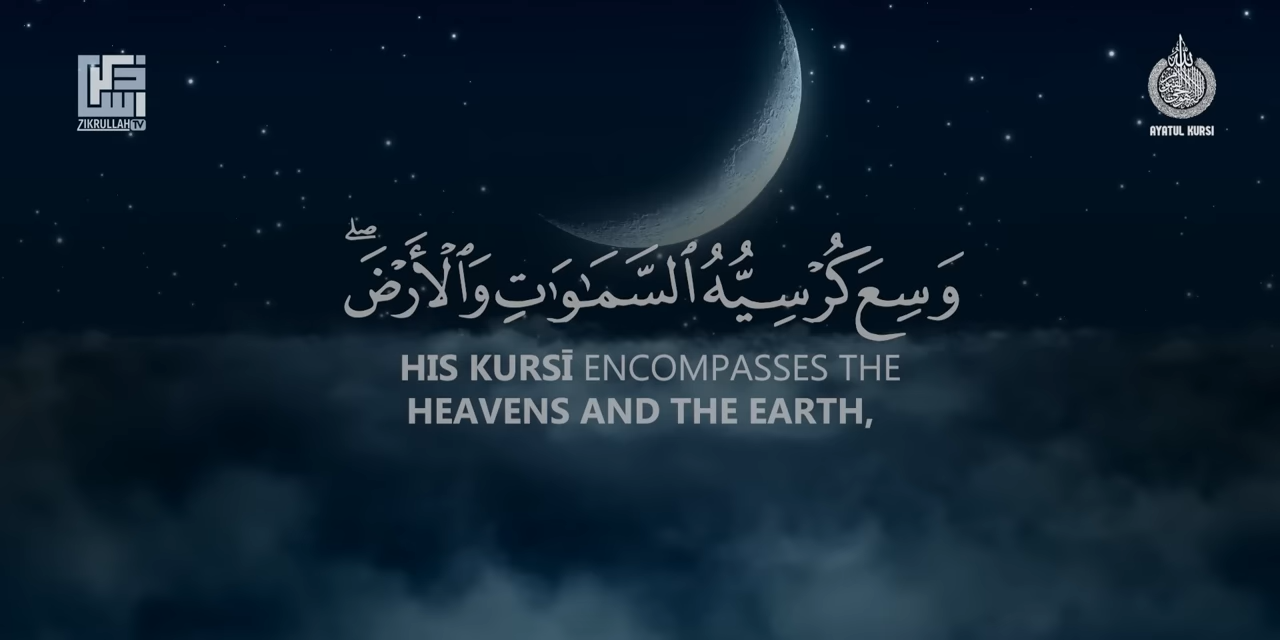 ZIKRULLAH TV
AYATUL KURSI
وَسِعَ كُرْسِيُّهُ ٱلسَّمَـٰوَٰتِ وَٱلْأَرْضَ ۖ
HIS KURSĪ ENCOMPASSES THE
HEAVENS AND THE EARTH,